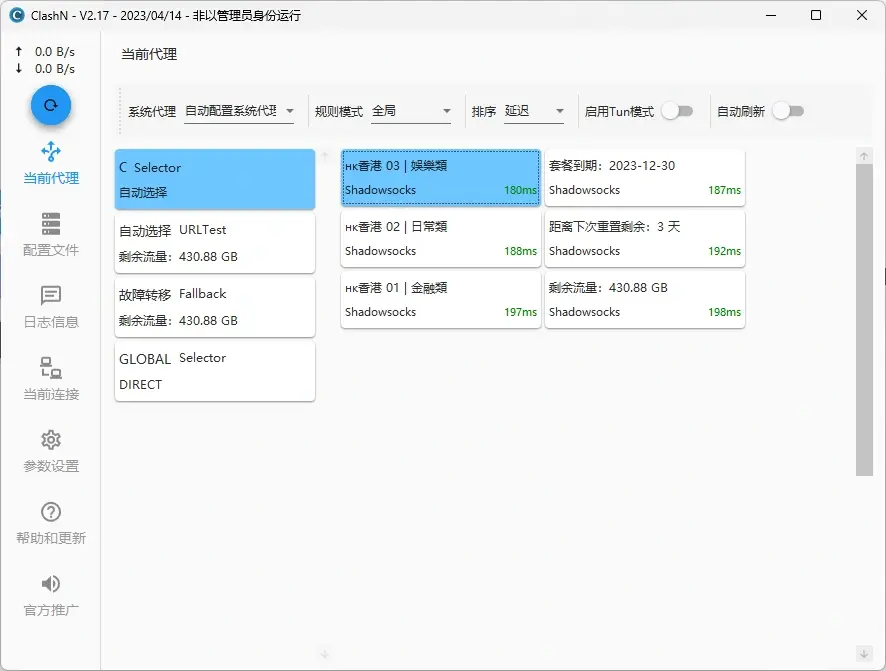 ClashN - V2.17 - 2023/04/14 - 非以管理员身份运行
↑ 0.0 B/s
↓ 0.0 B/s
当前代理
配置文件
日志信息
当前连接
参数设置
帮助和更新
官方推广
当前代理
系统代理 自动配置系统代理 规则模式 全局 排序 延迟 启用Tun模式 自动刷新
C Selector
自动选择
自动选择 URLTest
剩余流量：430.88 GB
故障转移 Fallback
剩余流量：430.88 GB
GLOBAL Selector
DIRECT
HK香港 03 | 娛樂類
Shadowsocks 180ms
套餐到期：2023-12-30
Shadowsocks 187ms
HK香港 02 | 日常類
Shadowsocks 188ms
距离下次重置剩余：3 天
Shadowsocks 192ms
HK香港 01 | 金融類
Shadowsocks 197ms
剩余流量：430.88 GB
Shadowsocks 198ms